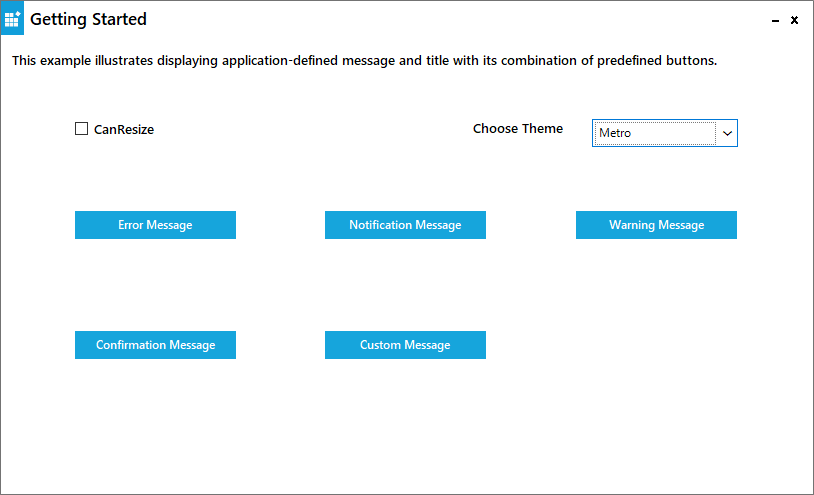 Getting Started
This example illustrates displaying application-defined message and title with its combination of predefined buttons.
CanResize
Choose Theme
Metro
Error Message
Notification Message
Warning Message
Confirmation Message
Custom Message